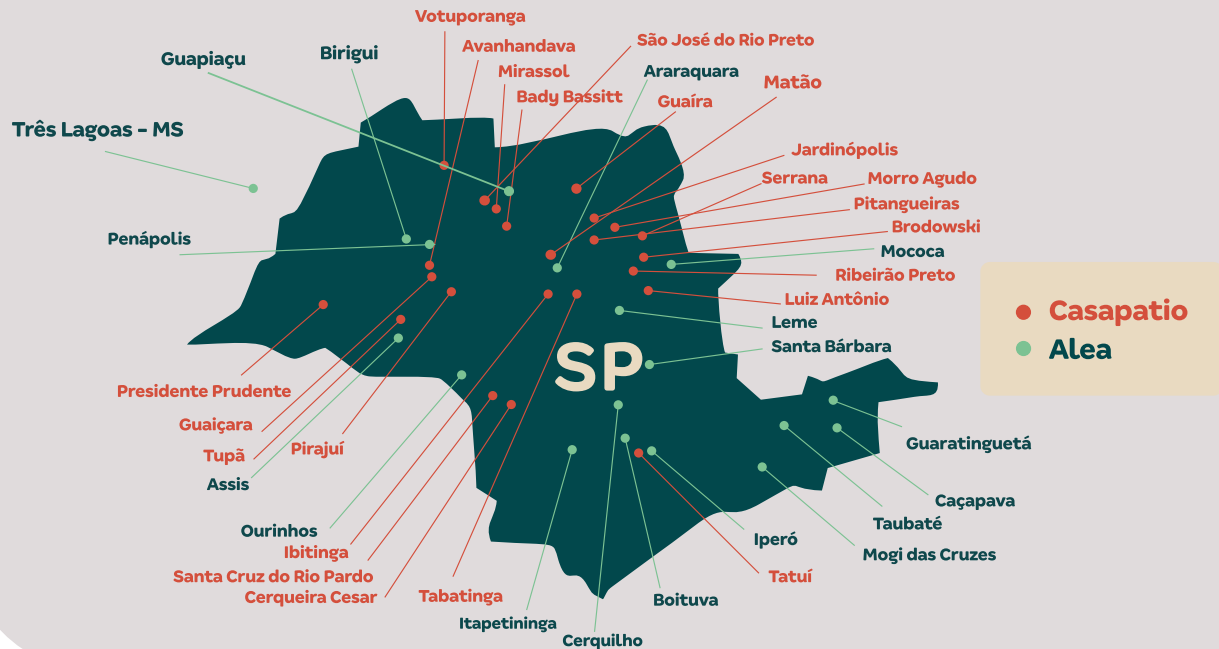 Votuporanga
São José do Rio Preto
Avanhandava
Birigui
Guapiaçu
Mirassol
Araraquara
Matão
Bady Bassitt
Guaíra
Três Lagoas - MS
Jardinópolis
Serrana
Morro Agudo
Pitangueiras
Brodowski
Penápolis
Mococa
Ribeirão Preto
Luiz Antônio
Casapatio
Leme
Santa Bárbara
Alea
SP
Presidente Prudente
Guaiçara
Pirajuí
Guaratinguetá
Tupã
Assis
Caçapava
Taubaté
Ourinhos
Iperó
Ibitinga
Mogi das Cruzes
Santa Cruz do Rio Pardo
Tatuí
Cerqueira Cesar
Tabatinga
Boituva
Itapetininga
Cerquilho